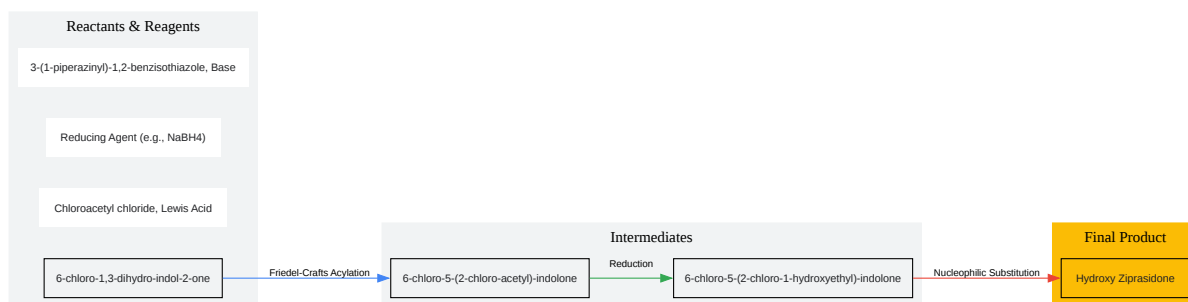 Reactants & Reagents
3-(1-piperazinyl)-1,2-benzisothiazole, Base
Reducing Agent (e.g., NaBH4)
Chloroacetyl chloride, Lewis Acid
6-chloro-1,3-dihydro-indol-2-one
Friedel-Crafts Acylation
Intermediates
6-chloro-5-(2-chloro-acetyl)-indolone
Reduction
6-chloro-5-(2-chloro-1-hydroxyethyl)-indolone
Nucleophilic Substitution
Final Product
Hydroxy Ziprasidone